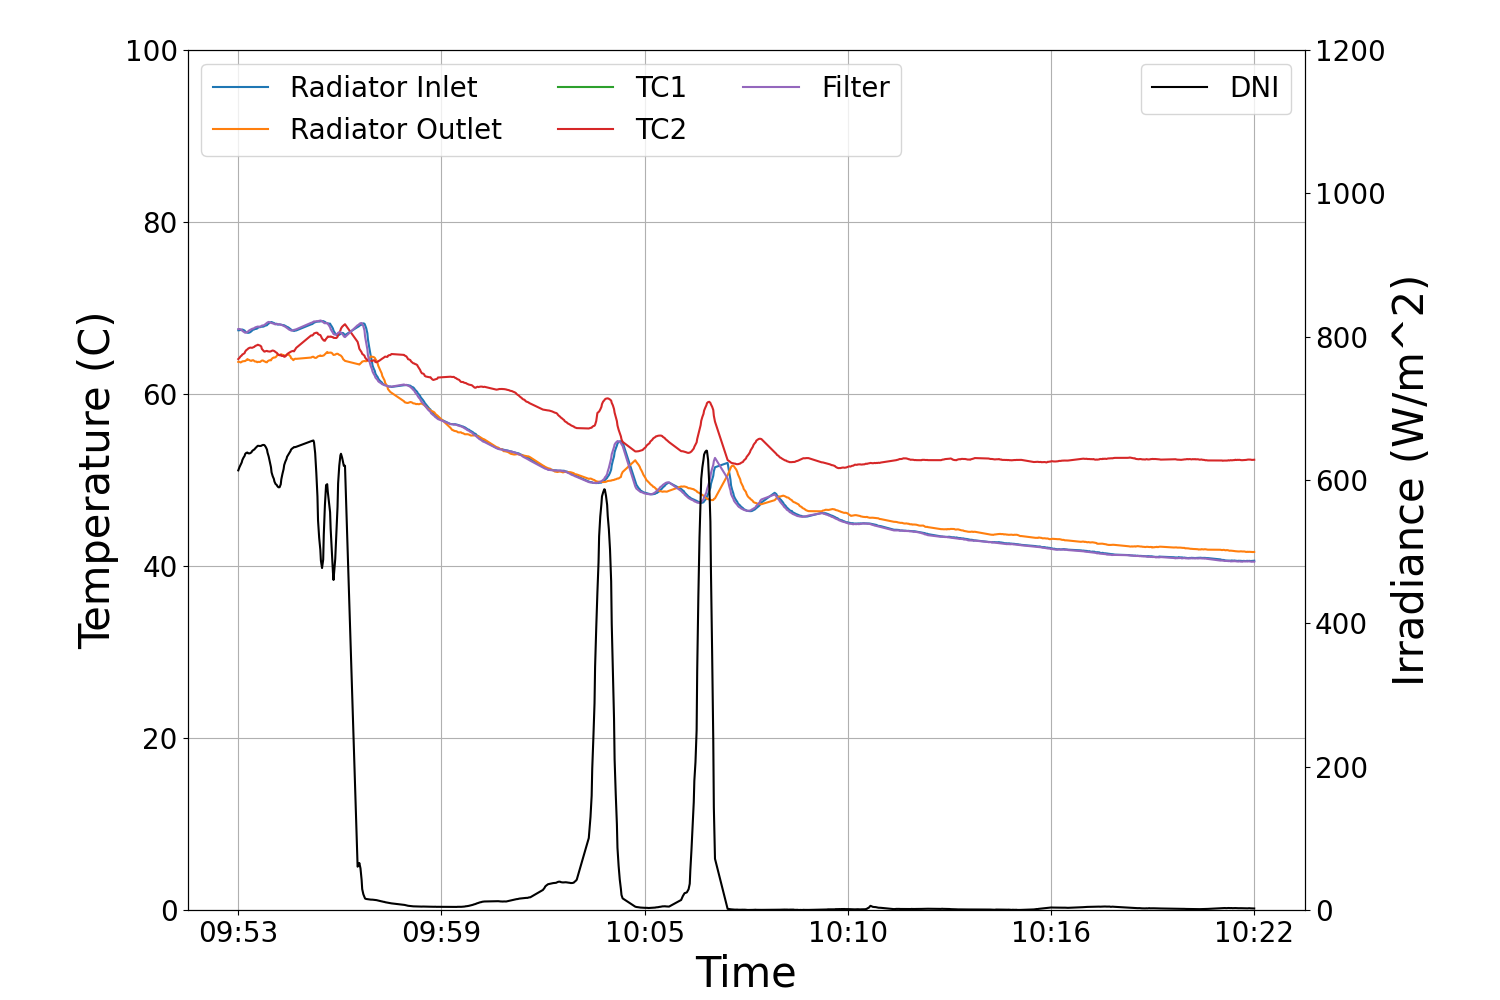 100
80
60
40
20
0
Temperature (C)
Radiator Inlet
Radiator Outlet
TC1
TC2
Filter
DNI
1200
1000
800
600
400
200
0
Irradiance (W/m^2)
09:53 09:59 10:05 10:10 10:16 10:22
Time